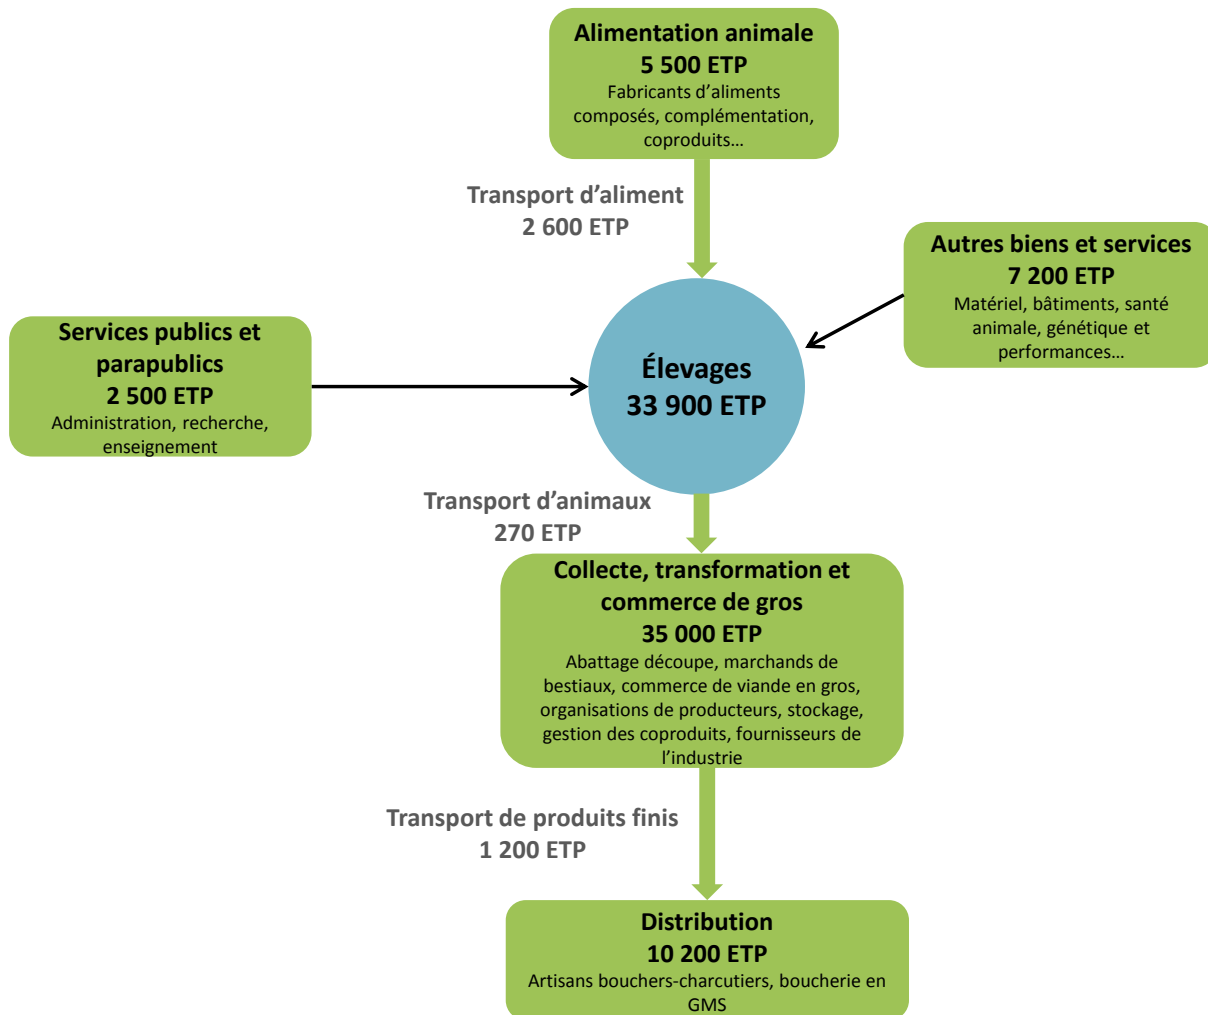 Alimentation animale
5 500 ETP
Fabricants d’aliments
composés, complémentation,
coproduits…
Transport d’aliment
2 600 ETP
Autres biens et services
7 200 ETP
Matériel, bâtiments, santé
animale, génétique et
performances…
Services publics et
parapublics
2 500 ETP
Administration, recherche,
enseignement
Élevages
33 900 ETP
Transport d’animaux
270 ETP
Collecte, transformation et
commerce de gros
35 000 ETP
Abattage découpe, marchands de
bestiaux, commerce de viande en gros,
organisations de producteurs, stockage,
gestion des coproduits, fournisseurs de
l’industrie
Transport de produits finis
1 200 ETP
Distribution
10 200 ETP
Artisans bouchers-charcutiers, boucherie en
GMS